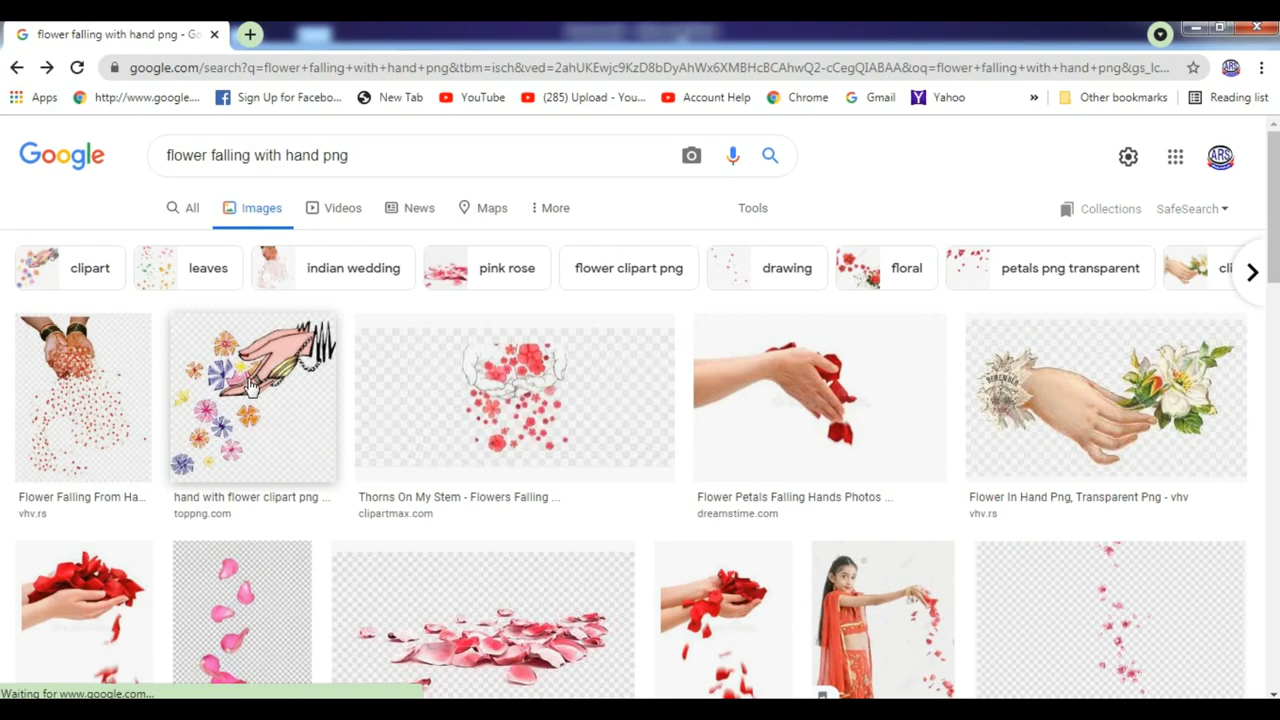 flower falling with hand png - Go
google.com/search?q=flower+falling+with+hand+png&tbm=isch&ved=2ahUKEwjc9KzD8bDyAhWx6XMBHcBCAhwQ2-cCegQIABAA&oq=flower+falling+with+hand+png&gs_lc...
Apps http://www.google.... Sign Up for Facebo... New Tab YouTube (285) Upload - You... Account Help Chrome Gmail Yahoo » Other bookmarks Reading list
Google flower falling with hand png ARS
All Images Videos News Maps More Tools Collections SafeSearch
clipart leaves indian wedding pink rose flower clipart png drawing floral petals png transparent cli
REMEMBER
Flower Falling From Ha... hand with flower clipart png ... Thorns On My Stem - Flowers Falling ... Flower Petals Falling Hands Photos ... Flower In Hand Png, Transparent Png - vhv
vhv.rs toppng.com clipartmax.com dreamstime.com vhv.rs
Waiting for www.google.com...